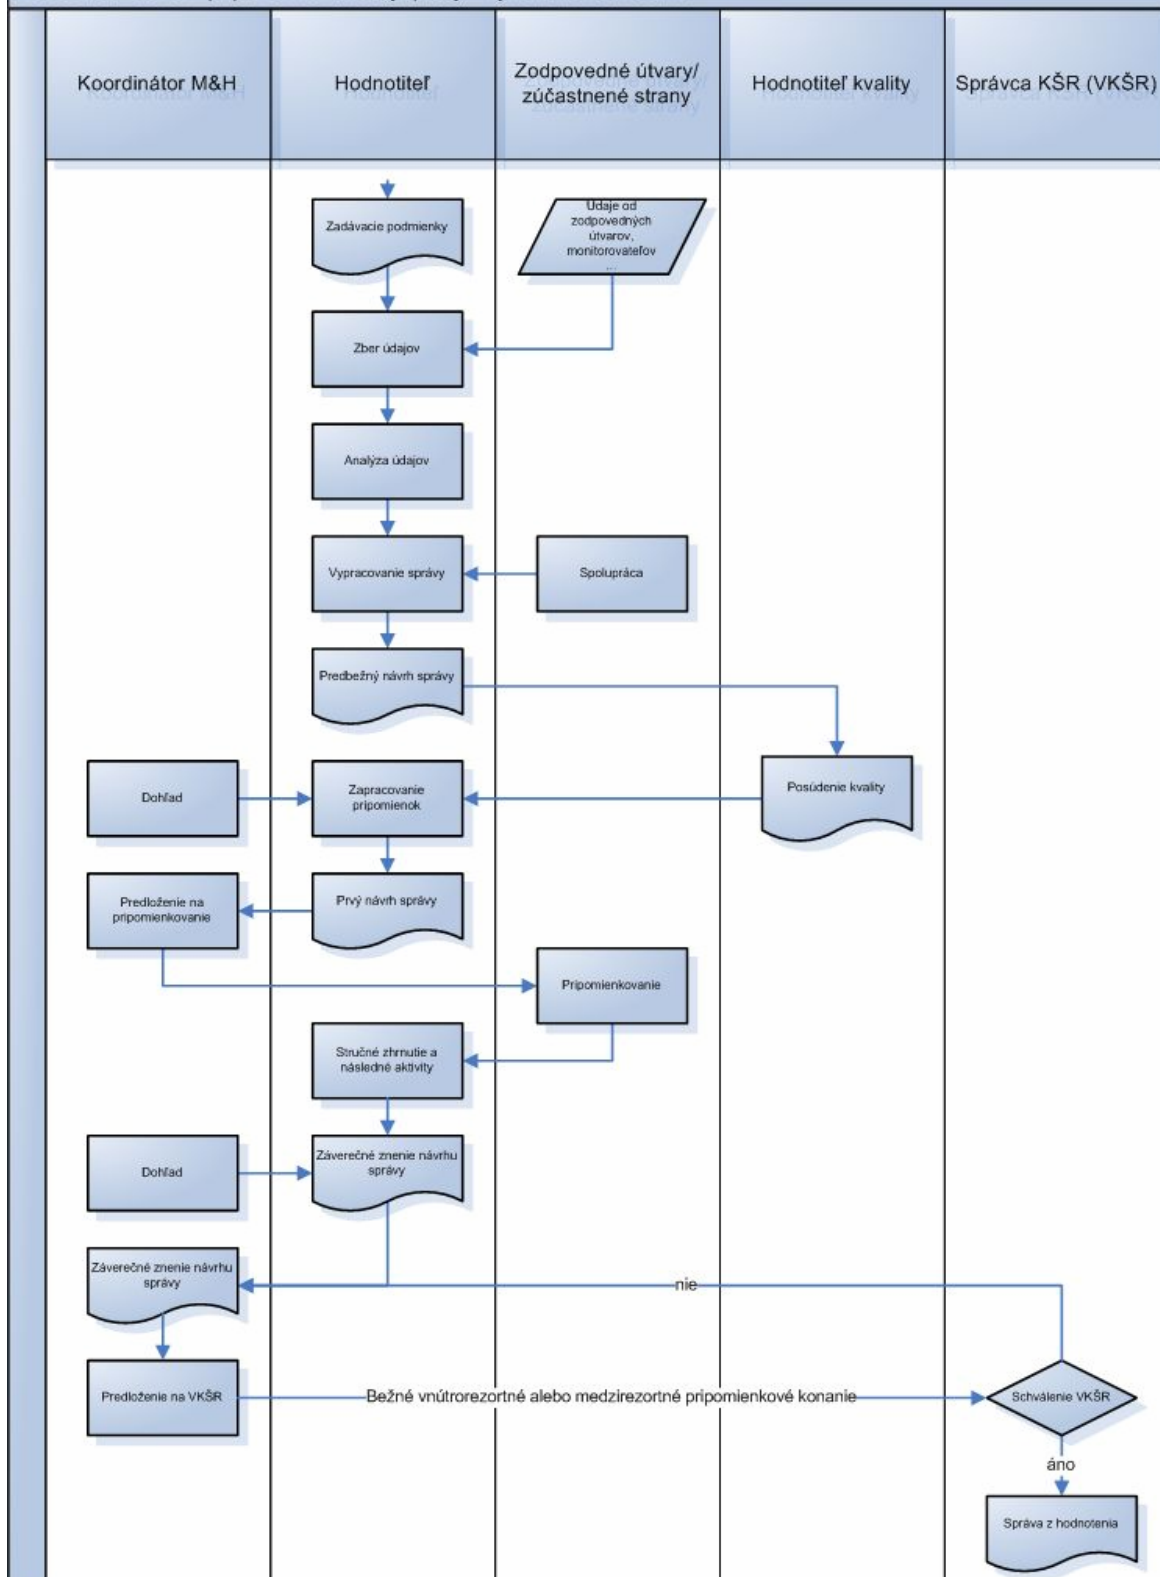 Koordinátor M&H
Hodnotiteľ
Zodpovedné útvary/
zúčastnené strany
Hodnotiteľ kvality
Správca KŠR (VKŠR)
Zadávacie podmienky
Údaje od
zodpovedných
útvarov,
monitorovateľov
...
Zber údajov
Analýza údajov
Vypracovanie správy
Spolupráca
Predbežný návrh správy
Dohľad
Zapracovanie
pripomienok
Posúdenie kvality
Predloženie na
pripomienkovanie
Prvý návrh správy
Pripomienkovanie
Stručné zhrnutie a
následné aktivity
Dohľad
Záverečné znenie návrhu
správy
Záverečné znenie návrhu
správy
nie
Predloženie na VKŠR
Bežné vnútrorezortné alebo medzirezortné pripomienkové konanie
Schválenie VKŠR
áno
Správa z hodnotenia